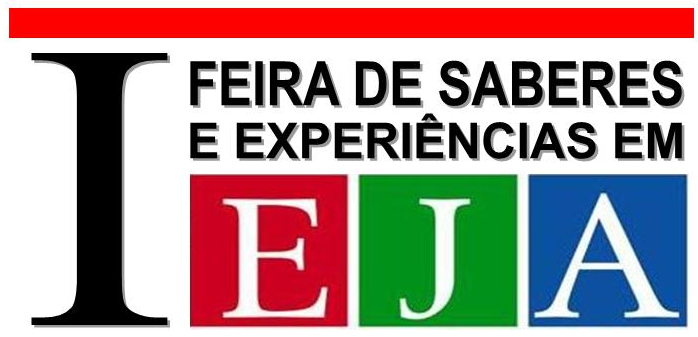 I FEIRA DE SABERES
E EXPERIÊNCIAS EM
EJA